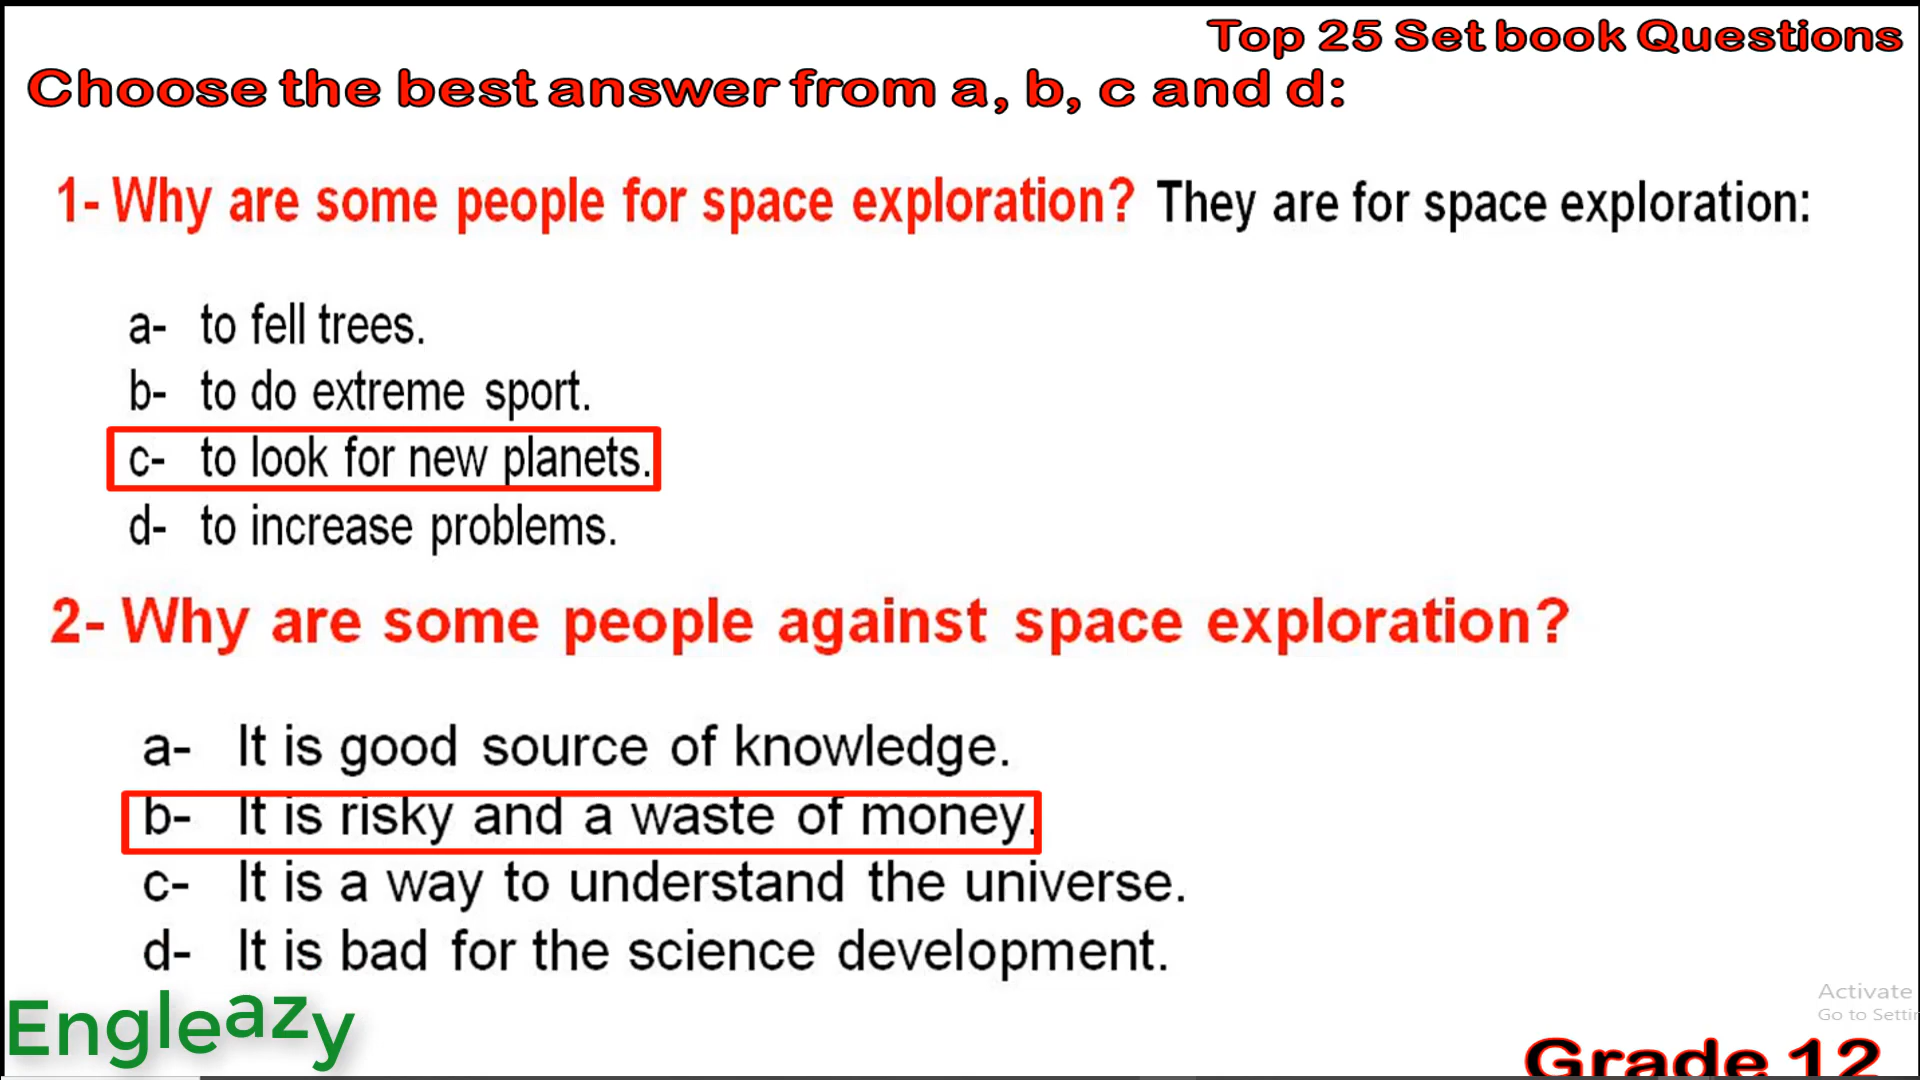 Top 25 Set book Questions
Choose the best answer from a, b, c and d:
1- Why are some people for space exploration? They are for space exploration:
a- to fell trees.
b- to do extreme sport.
c- to look for new planets.
d- to increase problems.
2- Why are some people against space exploration?
a- It is good source of knowledge.
b- It is risky and a waste of money.
c- It is a way to understand the universe.
d- It is bad for the science development.
Engleazy
Activate
Go to Settin
Grade 12